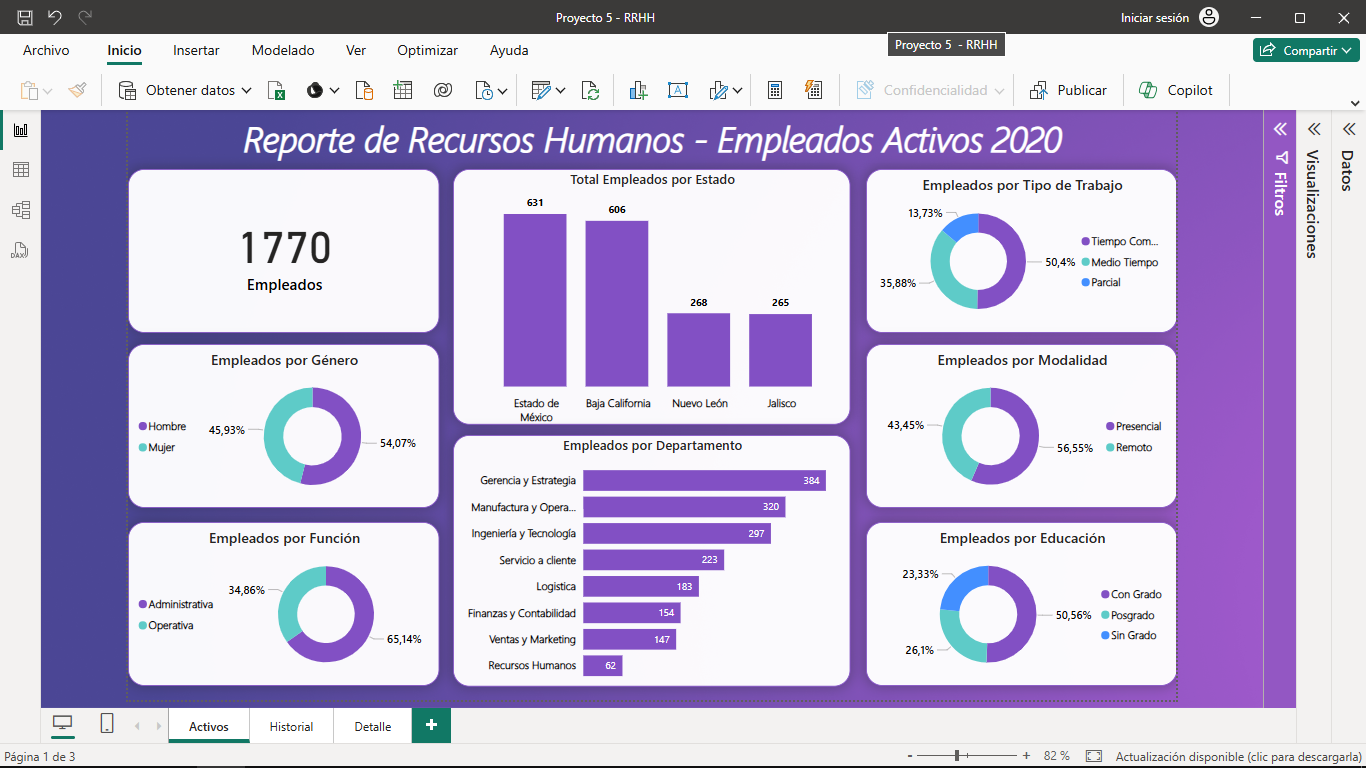 Proyecto 5 - RRHH
Iniciar sesión
Archivo
Inicio
Insertar
Modelado
Ver
Optimizar
Ayuda
Proyecto 5 - RRHH
Compartir
Obtener datos
Confidencialidad
Publicar
Copilot
Reporte de Recursos Humanos - Empleados Activos 2020
1770
Empleados
Empleados por Género
Hombre
Mujer
45,93%
54,07%
Empleados por Función
Administrativa
Operativa
34,86%
65,14%
Total Empleados por Estado
631
606
268
265
Estado de
México
Baja California
Nuevo León
Jalisco
Empleados por Departamento
Gerencia y Estrategia 384
Manufactura y Opera... 320
Ingeniería y Tecnología 297
Servicio a cliente 223
Logistica 183
Finanzas y Contabilidad 154
Ventas y Marketing 147
Recursos Humanos 62
Empleados por Tipo de Trabajo
13,73%
50,4%
35,88%
Tiempo Com...
Medio Tiempo
Parcial
Empleados por Modalidad
43,45%
56,55%
Presencial
Remoto
Empleados por Educación
23,33%
50,56%
26,1%
Con Grado
Posgrado
Sin Grado
Filtros
Visualizaciones
Datos
DAX
Activos
Historial
Detalle
Página 1 de 3
82 %
Actualización disponible (clic para descargarla)